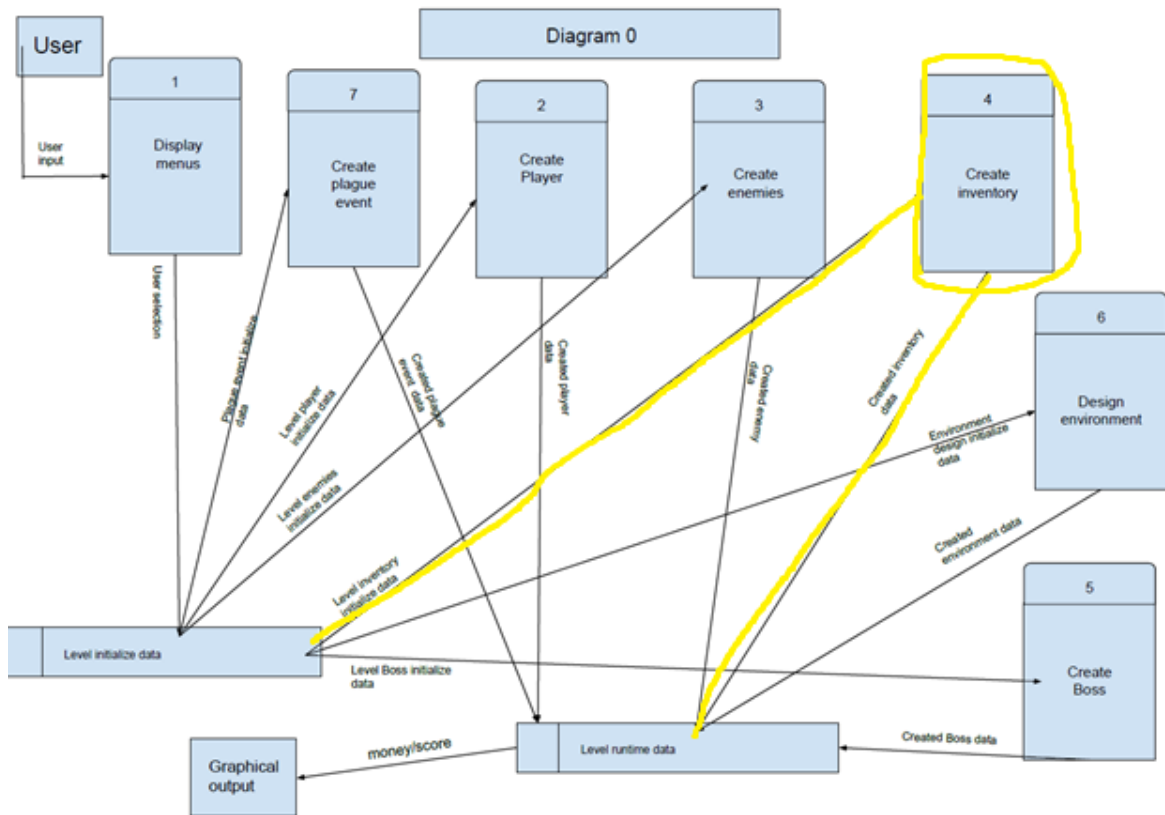 User
Diagram 0
1
Display
menus
7
Create
plague
event
2
Create
Player
3
Create
enemies
4
Create
inventory
User
input
User selection
Plague event initialize
data
Level player
initialize data
Level enemies
initialize data
Created plague
event data
Created player
data
Created enemy
data
Created inventory
data
6
Design
environment
Environment
design initialize
data
Created
environment data
Level inventory
initialize data
5
Create
Boss
Level initialize data
Level Boss initialize
data
Level runtime data
Created Boss data
money/score
Graphical
output